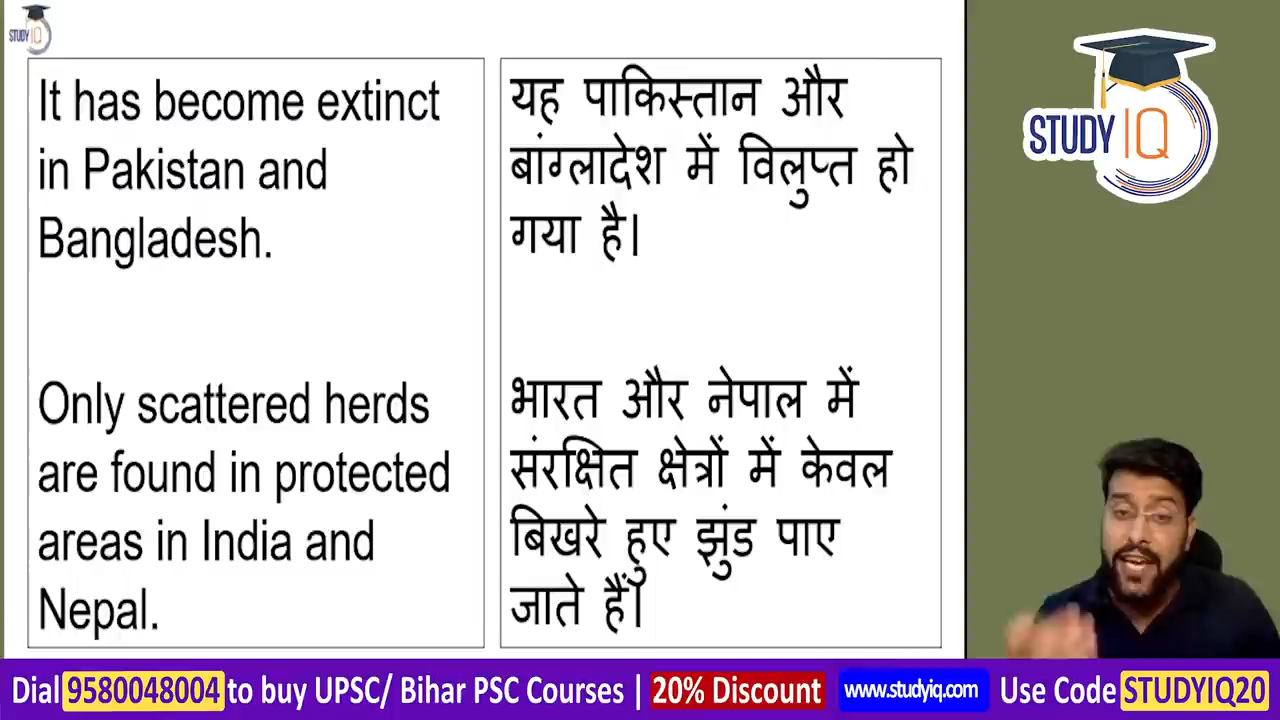 STUDY IQ
It has become extinct
in Pakistan and
Bangladesh.
Only scattered herds
are found in protected
areas in India and
Nepal.
यह पाकिस्तान और
बांग्लादेश में विलुप्त हो
गया है।
भारत और नेपाल में
संरक्षित क्षेत्रों में केवल
बिखरे हुए झुंड पाए
जाते हैं।
STUDY IQ
Dial 9580048004 to buy UPSC/ Bihar PSC Courses | 20% Discount www.studyiq.com Use Code STUDYIQ20